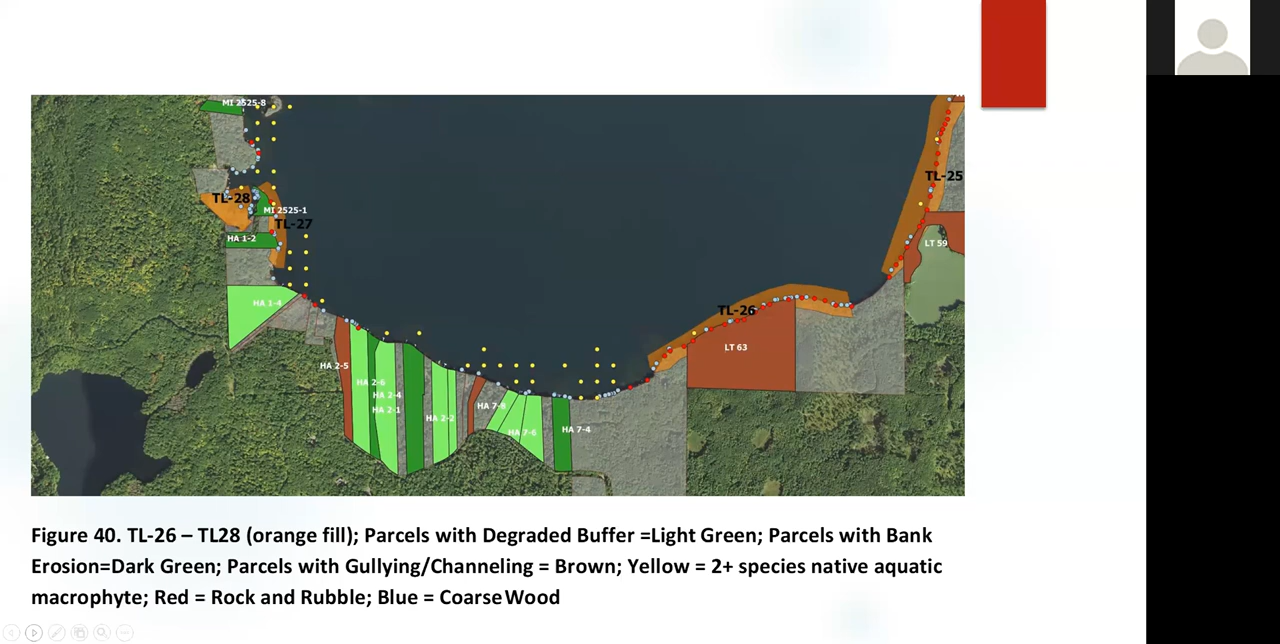 MI 2525-8
TL-25
TL-28
MI 2525-1
TL-27
HA 1-2
LT 59
HA 1-4
TL-26
LT 63
HA 2-5
HA 2-6
HA 2-4
HA 2-1
HA 7-8
HA 2-2
HA 7-6
HA 7-4
Figure 40. TL-26 – TL28 (orange fill); Parcels with Degraded Buffer =Light Green; Parcels with Bank
Erosion=Dark Green; Parcels with Gullying/Channeling = Brown; Yellow = 2+ species native aquatic
macrophyte; Red = Rock and Rubble; Blue = Coarse Wood